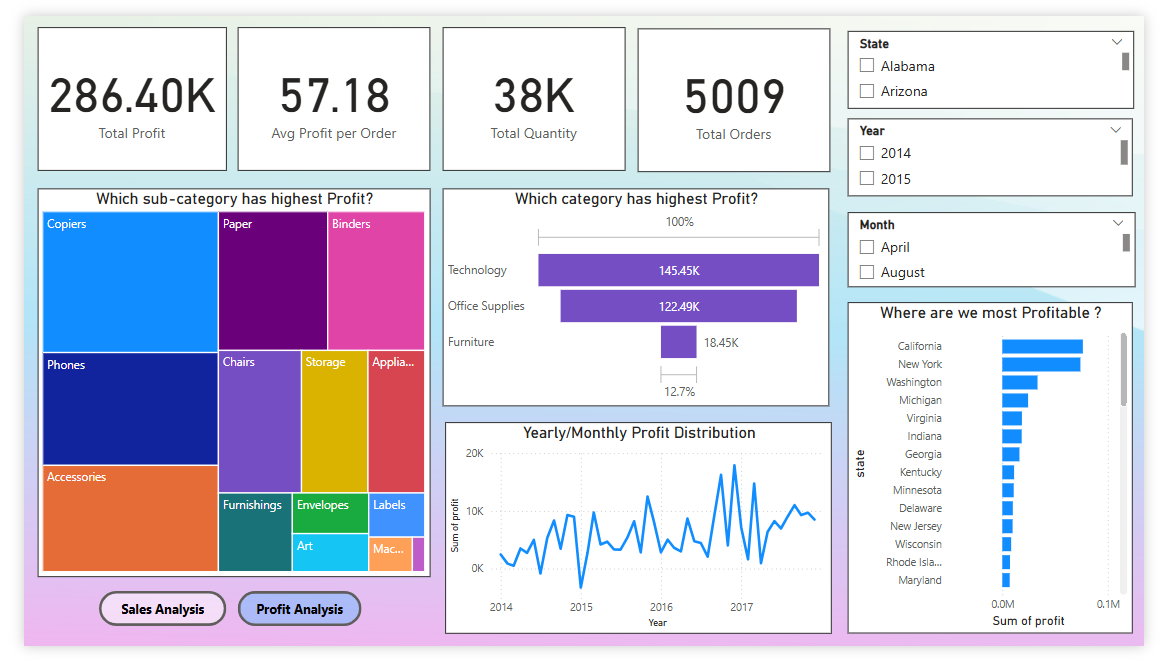 286.40K
Total Profit
57.18
Avg Profit per Order
38K
Total Quantity
5009
Total Orders
State
Alabama
Arizona
Year
2014
2015
Month
April
August
Which sub-category has highest Profit?
Copiers
Paper
Binders
Phones
Chairs
Storage
Applia...
Accessories
Furnishings
Envelopes
Labels
Art
Mac...
Which category has highest Profit?
100%
Technology
145.45K
Office Supplies
122.49K
Furniture
18.45K
12.7%
Yearly/Monthly Profit Distribution
Sum of profit
20K
10K
0K
2014
2015
2016
2017
Year
Where are we most Profitable ?
state
California
New York
Washington
Michigan
Virginia
Indiana
Georgia
Kentucky
Minnesota
Delaware
New Jersey
Wisconsin
Rhode Isla...
Maryland
0.0M
0.1M
Sum of profit
Sales Analysis
Profit Analysis